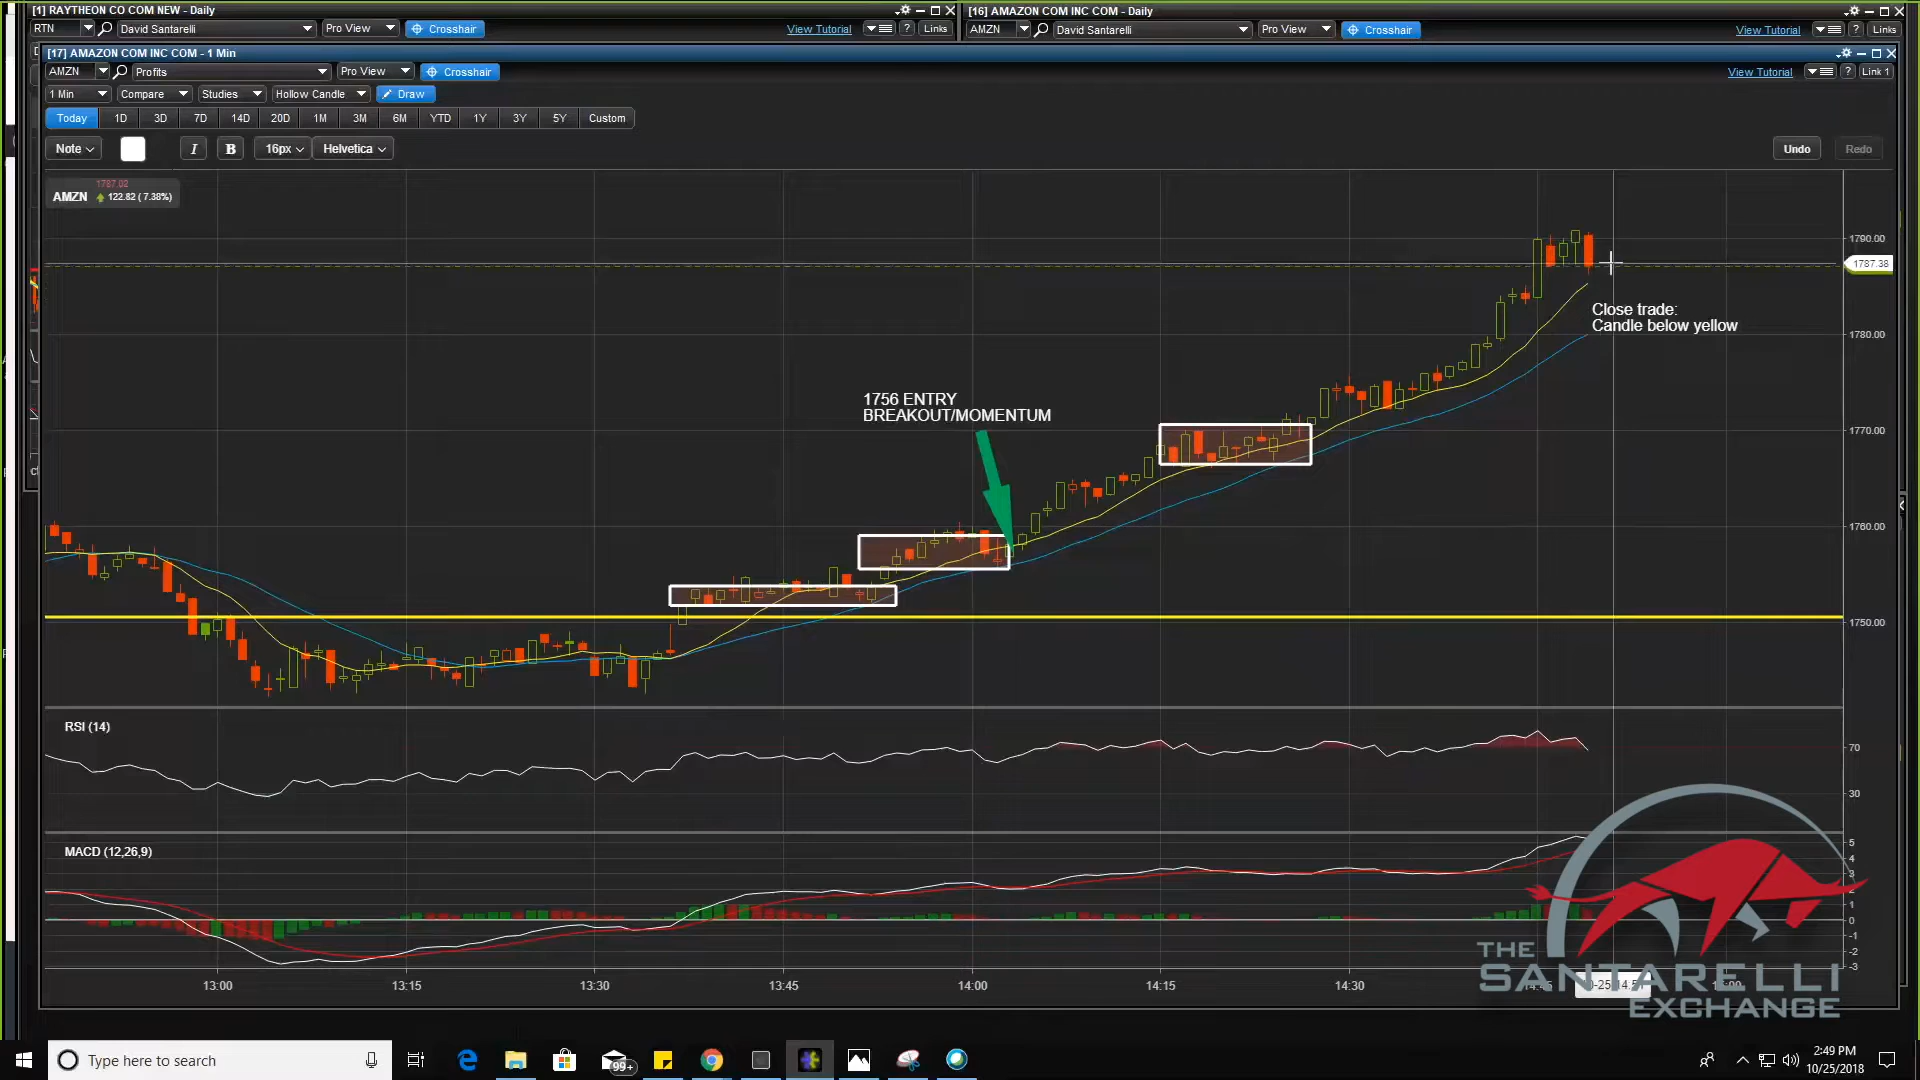 [1] RAYTHEON CO COM NEW - Daily
[16] AMAZON COM INC COM - Daily
RTN David Santarelli Pro View Crosshair View Tutorial ? Links
AMZN David Santarelli Pro View Crosshair View Tutorial ? Links
[17] AMAZON COM INC COM - 1 Min
AMZN Profits Pro View Crosshair View Tutorial ? Link 1
1 Min Compare Studies Hollow Candle Draw
Today 1D 3D 7D 14D 20D 1M 3M 6M YTD 1Y 3Y 5Y Custom
Note I B 16px Helvetica Undo Redo
1787.02
AMZN 122.82 ( 7.38%)
1790.00
1787.38
Close trade:
Candle below yellow
1780.00
1756 ENTRY
BREAKOUT/MOMENTUM
1770.00
1760.00
1750.00
RSI (14)
70
30
MACD (12,26,9)
5
4
3
2
1
0
-1
-2
-3
THE
SANTARELLI
EXCHANGE
13:00 13:15 13:30 13:45 14:00 14:15 14:30
Type here to search
99+
2:49 PM
10/25/2018